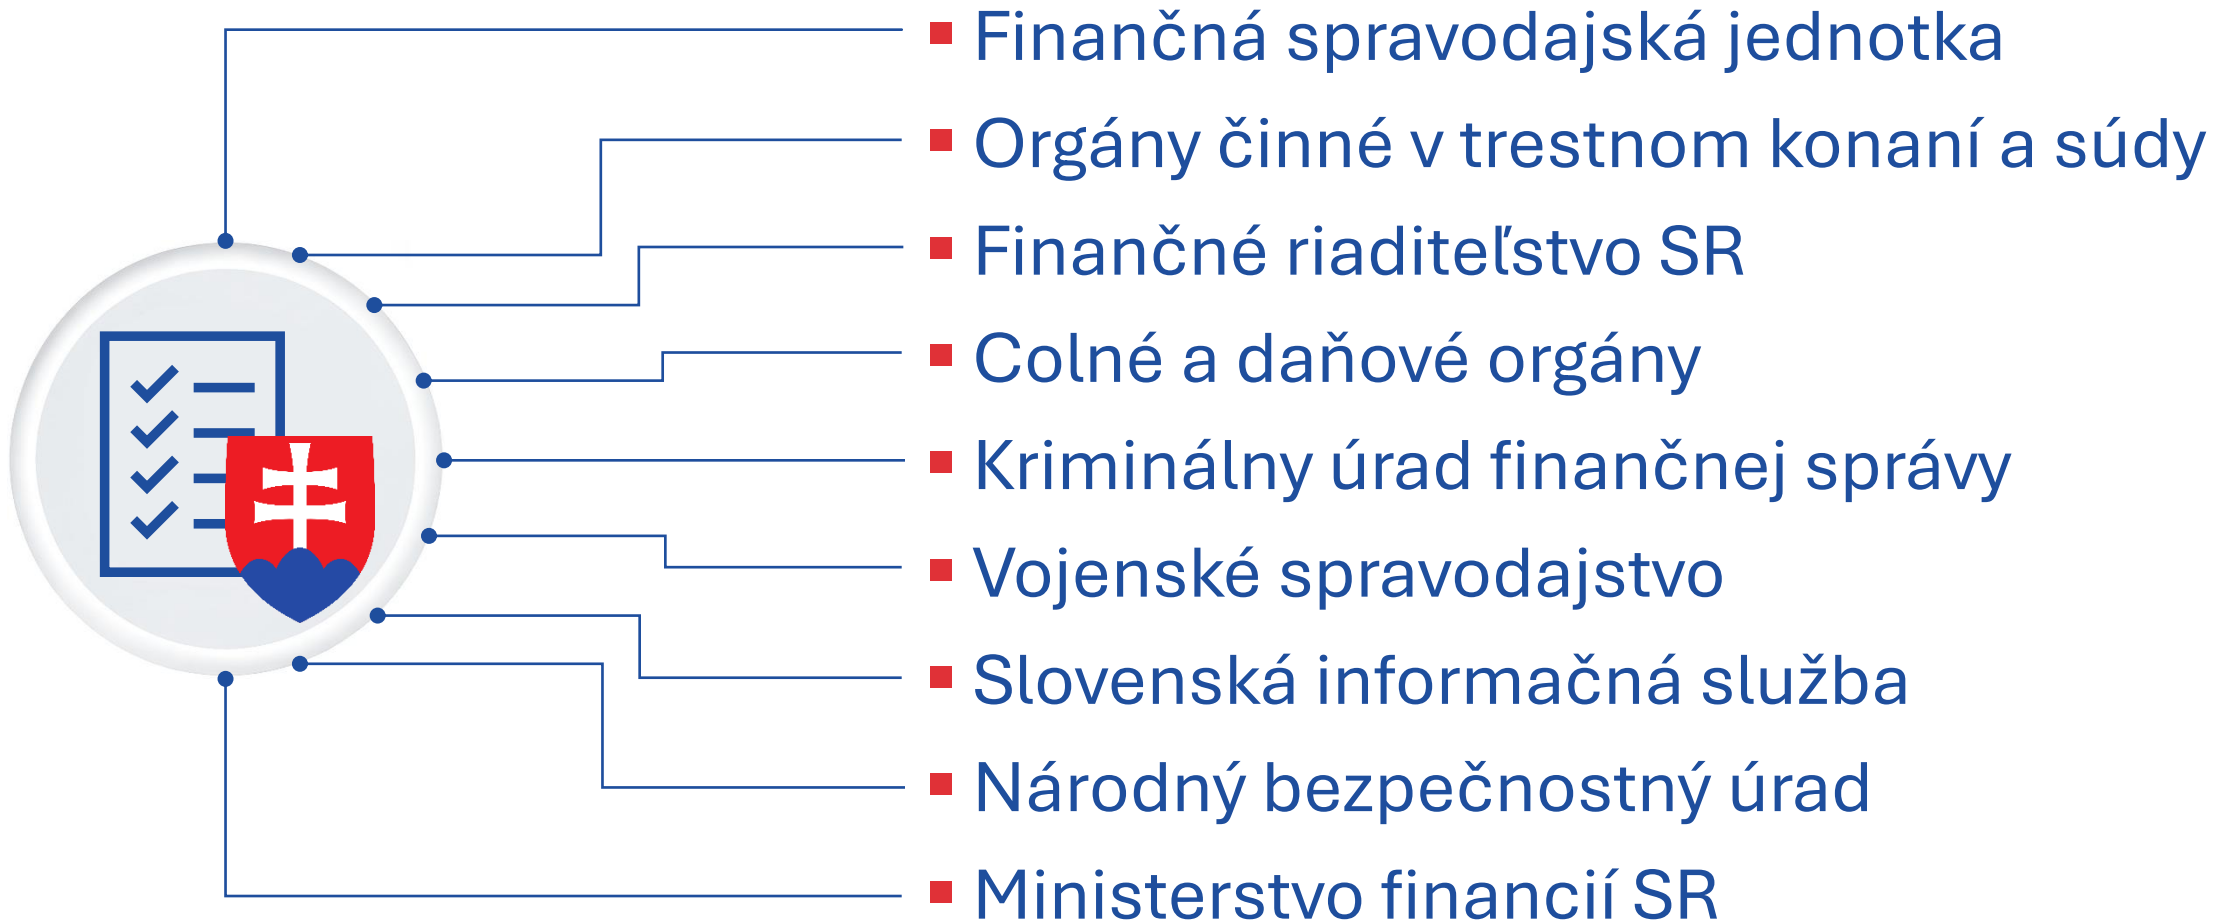 Finančná spravodajská jednotka
Orgány činné v trestnom konaní a súdy
Finančné riaditeľstvo SR
Colné a daňové orgány
Kriminálny úrad finančnej správy
Vojenské spravodajstvo
Slovenská informačná služba
Národný bezpečnostný úrad
Ministerstvo financií SR